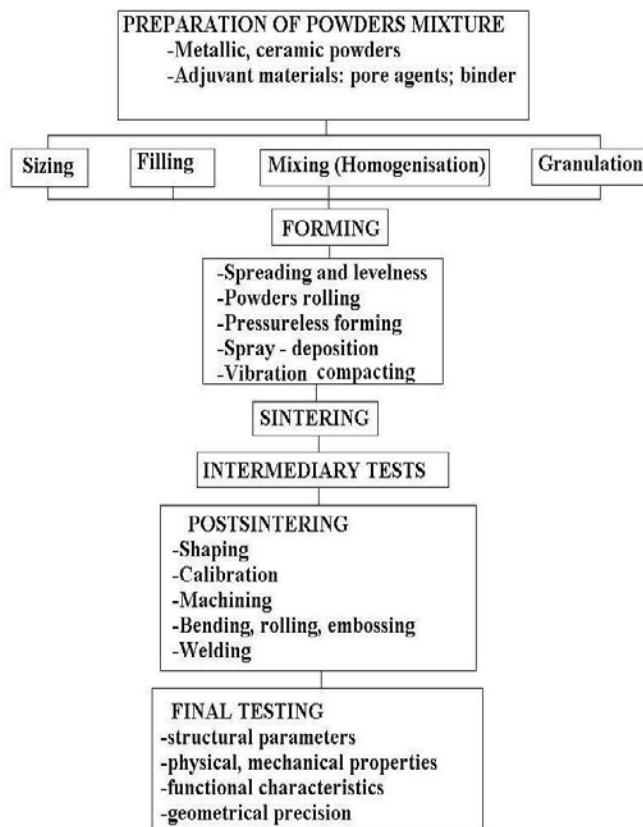 PREPARATION OF POWDERS MIXTURE
-Metallic, ceramic powders
-Adjuvant materials: pore agents; binder
Sizing
Filling
Mixing (Homogenisation)
Granulation
FORMING
-Spreading and levelness
-Powders rolling
-Pressureless forming
-Spray - deposition
-Vibration compacting
SINTERING
INTERMEDIARY TESTS
POSTSINTERING
-Shaping
-Calibration
-Machining
-Bending, rolling, embossing
-Welding
FINAL TESTING
-structural parameters
-physical, mechanical properties
-functional characteristics
-geometrical precision